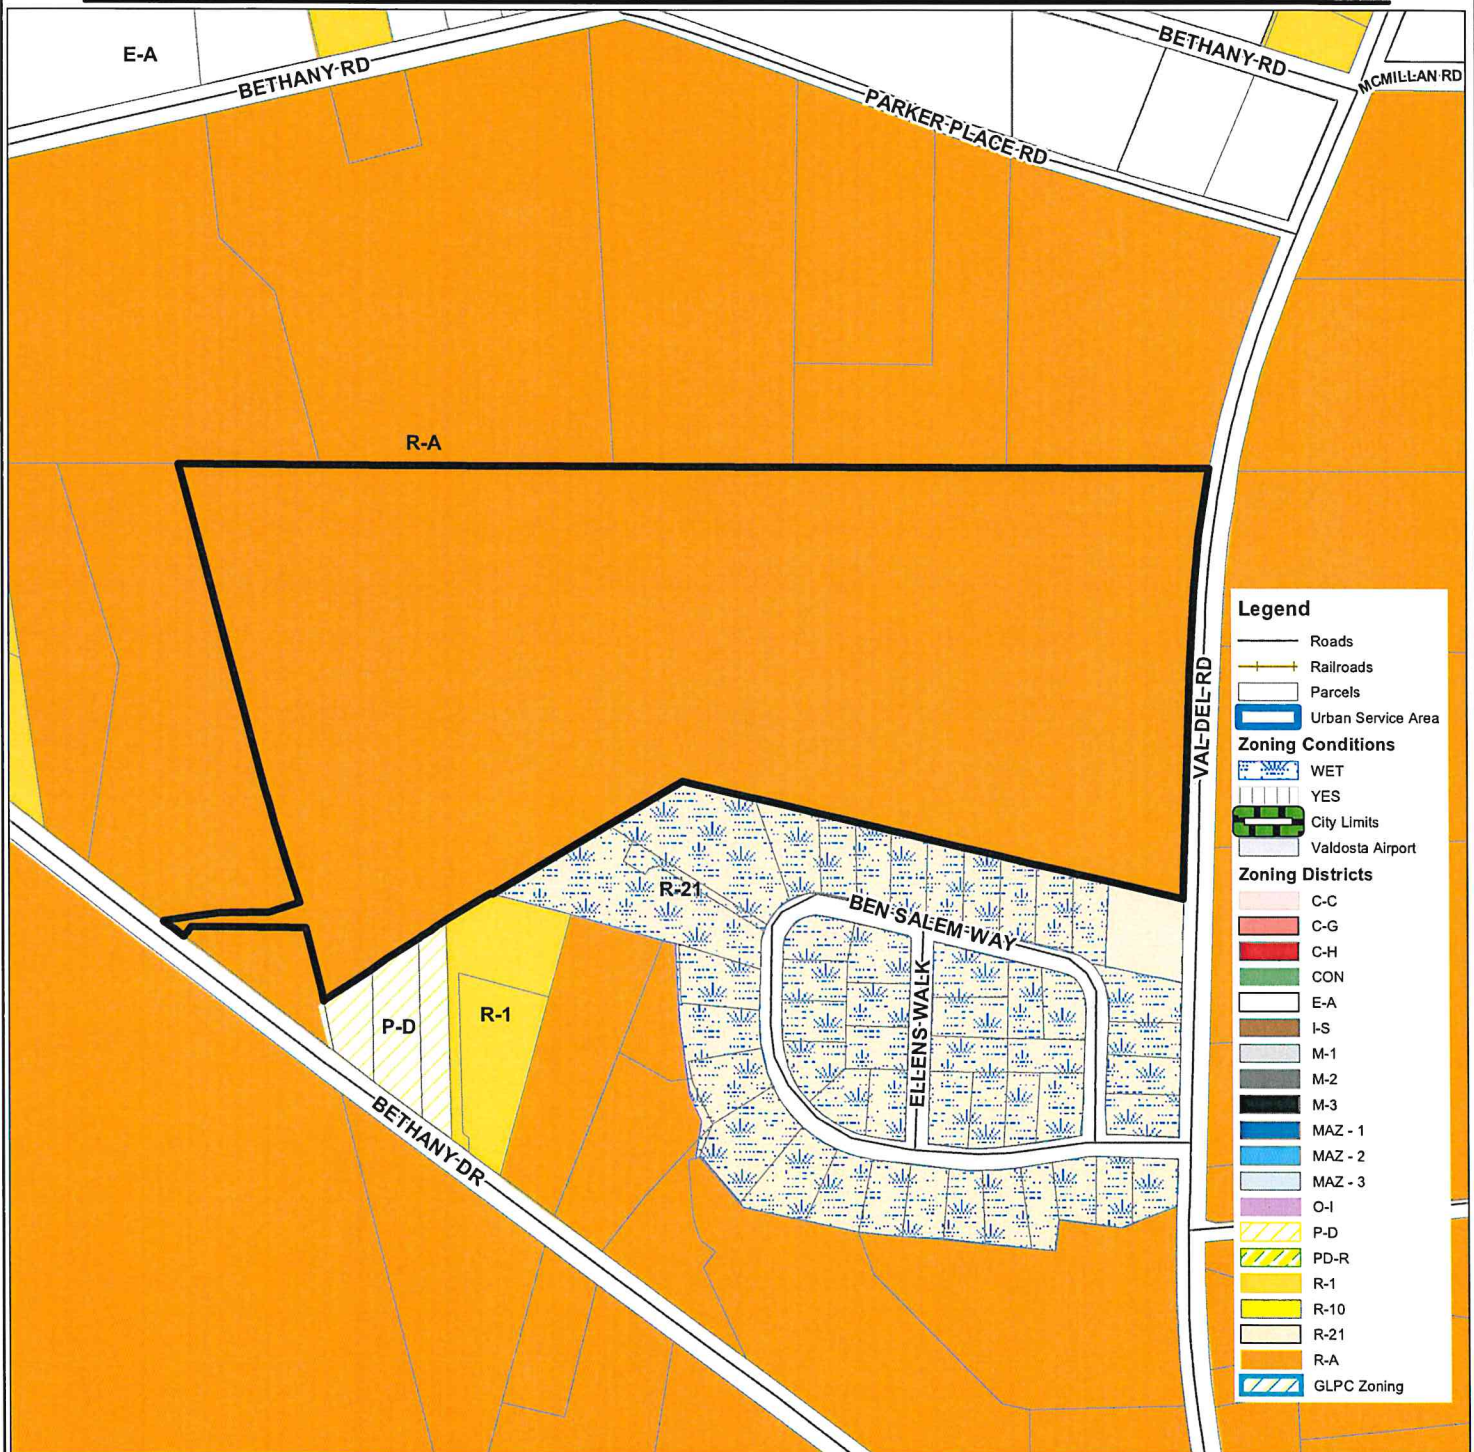 E-A
BETHANY RD
PARKER PLACE RD
BETHANY RD
MCMILLAN RD
R-A
VAL DEL RD
R-21
BEN SALEM WAY
ELLENS WALK
P-D
R-1
BETHANY DR
Legend
Roads
Railroads
Parcels
Urban Service Area
Zoning Conditions
WET
YES
City Limits
Valdosta Airport
Zoning Districts
C-C
C-G
C-H
CON
E-A
I-S
M-1
M-2
M-3
MAZ - 1
MAZ - 2
MAZ - 3
O-I
P-D
PD-R
R-1
R-10
R-21
R-A
GLPC Zoning